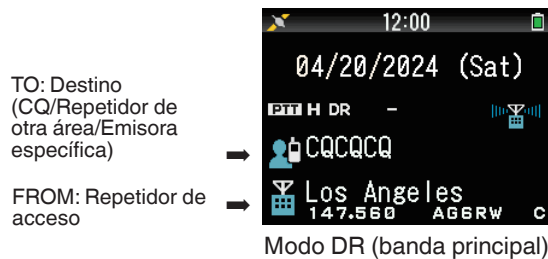 12:00
04/20/2024 (Sat)
PTT H DR -
TO: Destino
(CQ/Repetidor de
otra área/Emisora
específica)
CQCQCQ
FROM: Repetidor de
acceso
Los Angeles
147.560 AG6RW C
Modo DR (banda principal)